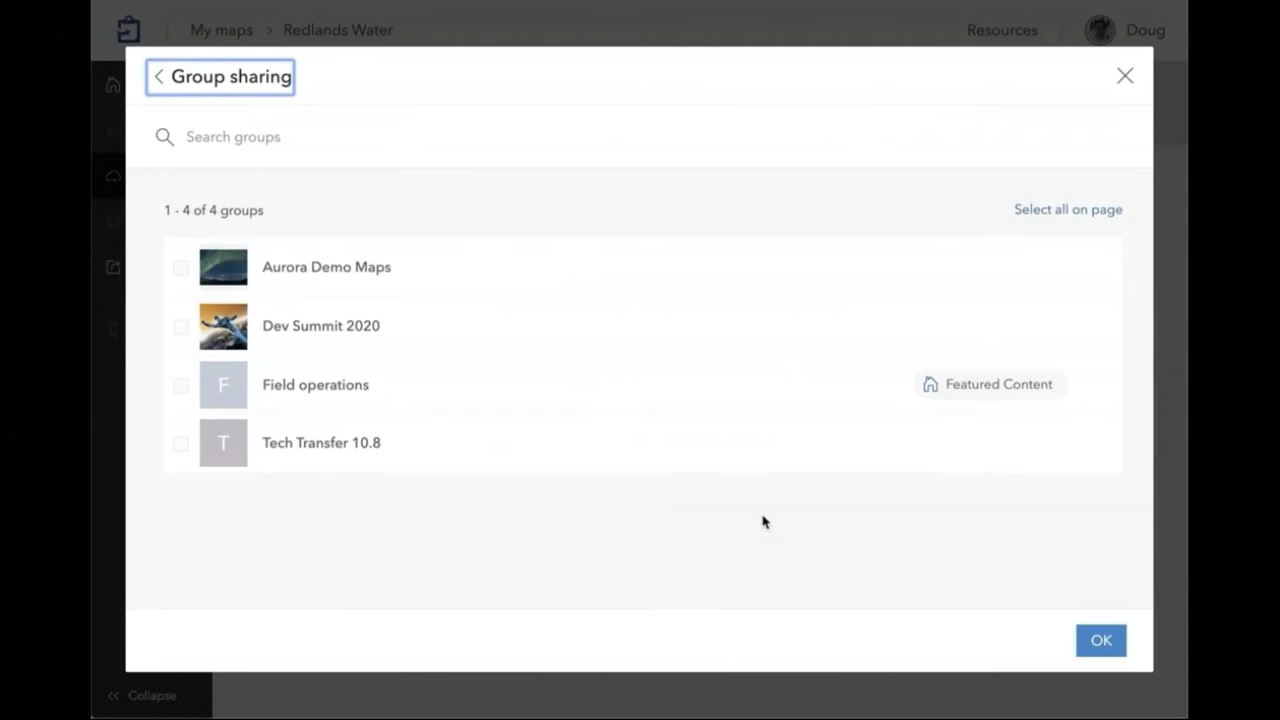 My maps > Redlands Water
Resources
Doug
Group sharing
Search groups
1 - 4 of 4 groups
Select all on page
Aurora Demo Maps
Dev Summit 2020
F
Field operations
Featured Content
T
Tech Transfer 10.8
OK
Collapse